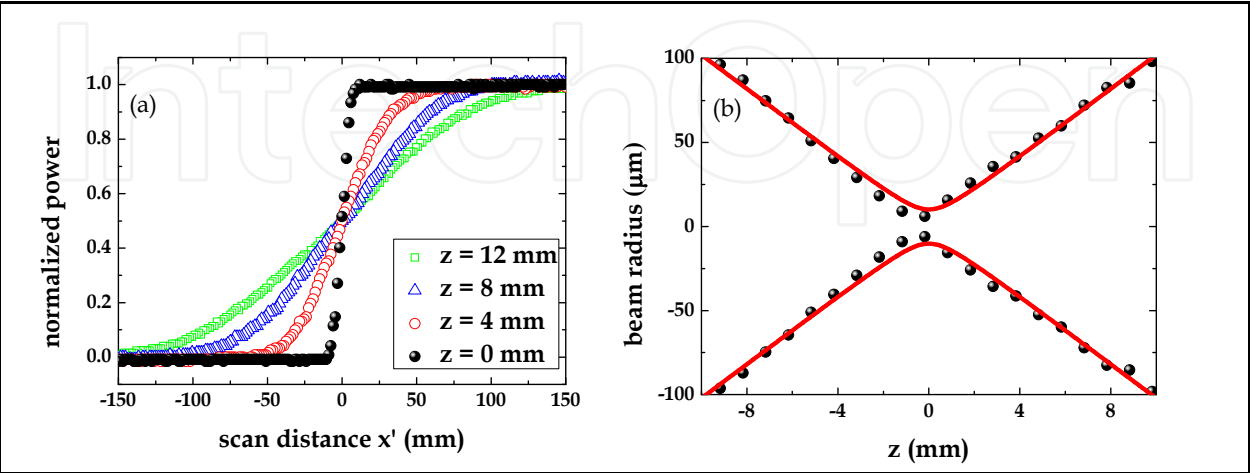 IntechOpen
(a)
1.0
0.8
0.6
0.4
0.2
0.0
normalized power
z = 12 mm
z = 8 mm
z = 4 mm
z = 0 mm
-150 -100 -50 0 50 100 150
scan distance x' (mm)
(b)
100
50
0
-50
-100
beam radius (μm)
-8 -4 0 4 8
z (mm)